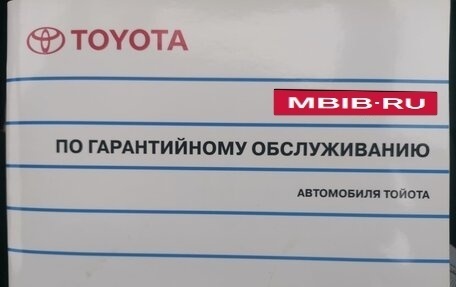 TOYOTA
MBIB·RU
ПО ГАРАНТИЙНОМУ ОБСЛУЖИВАНИЮ
АВТОМОБИЛЯ ТОЙОТА